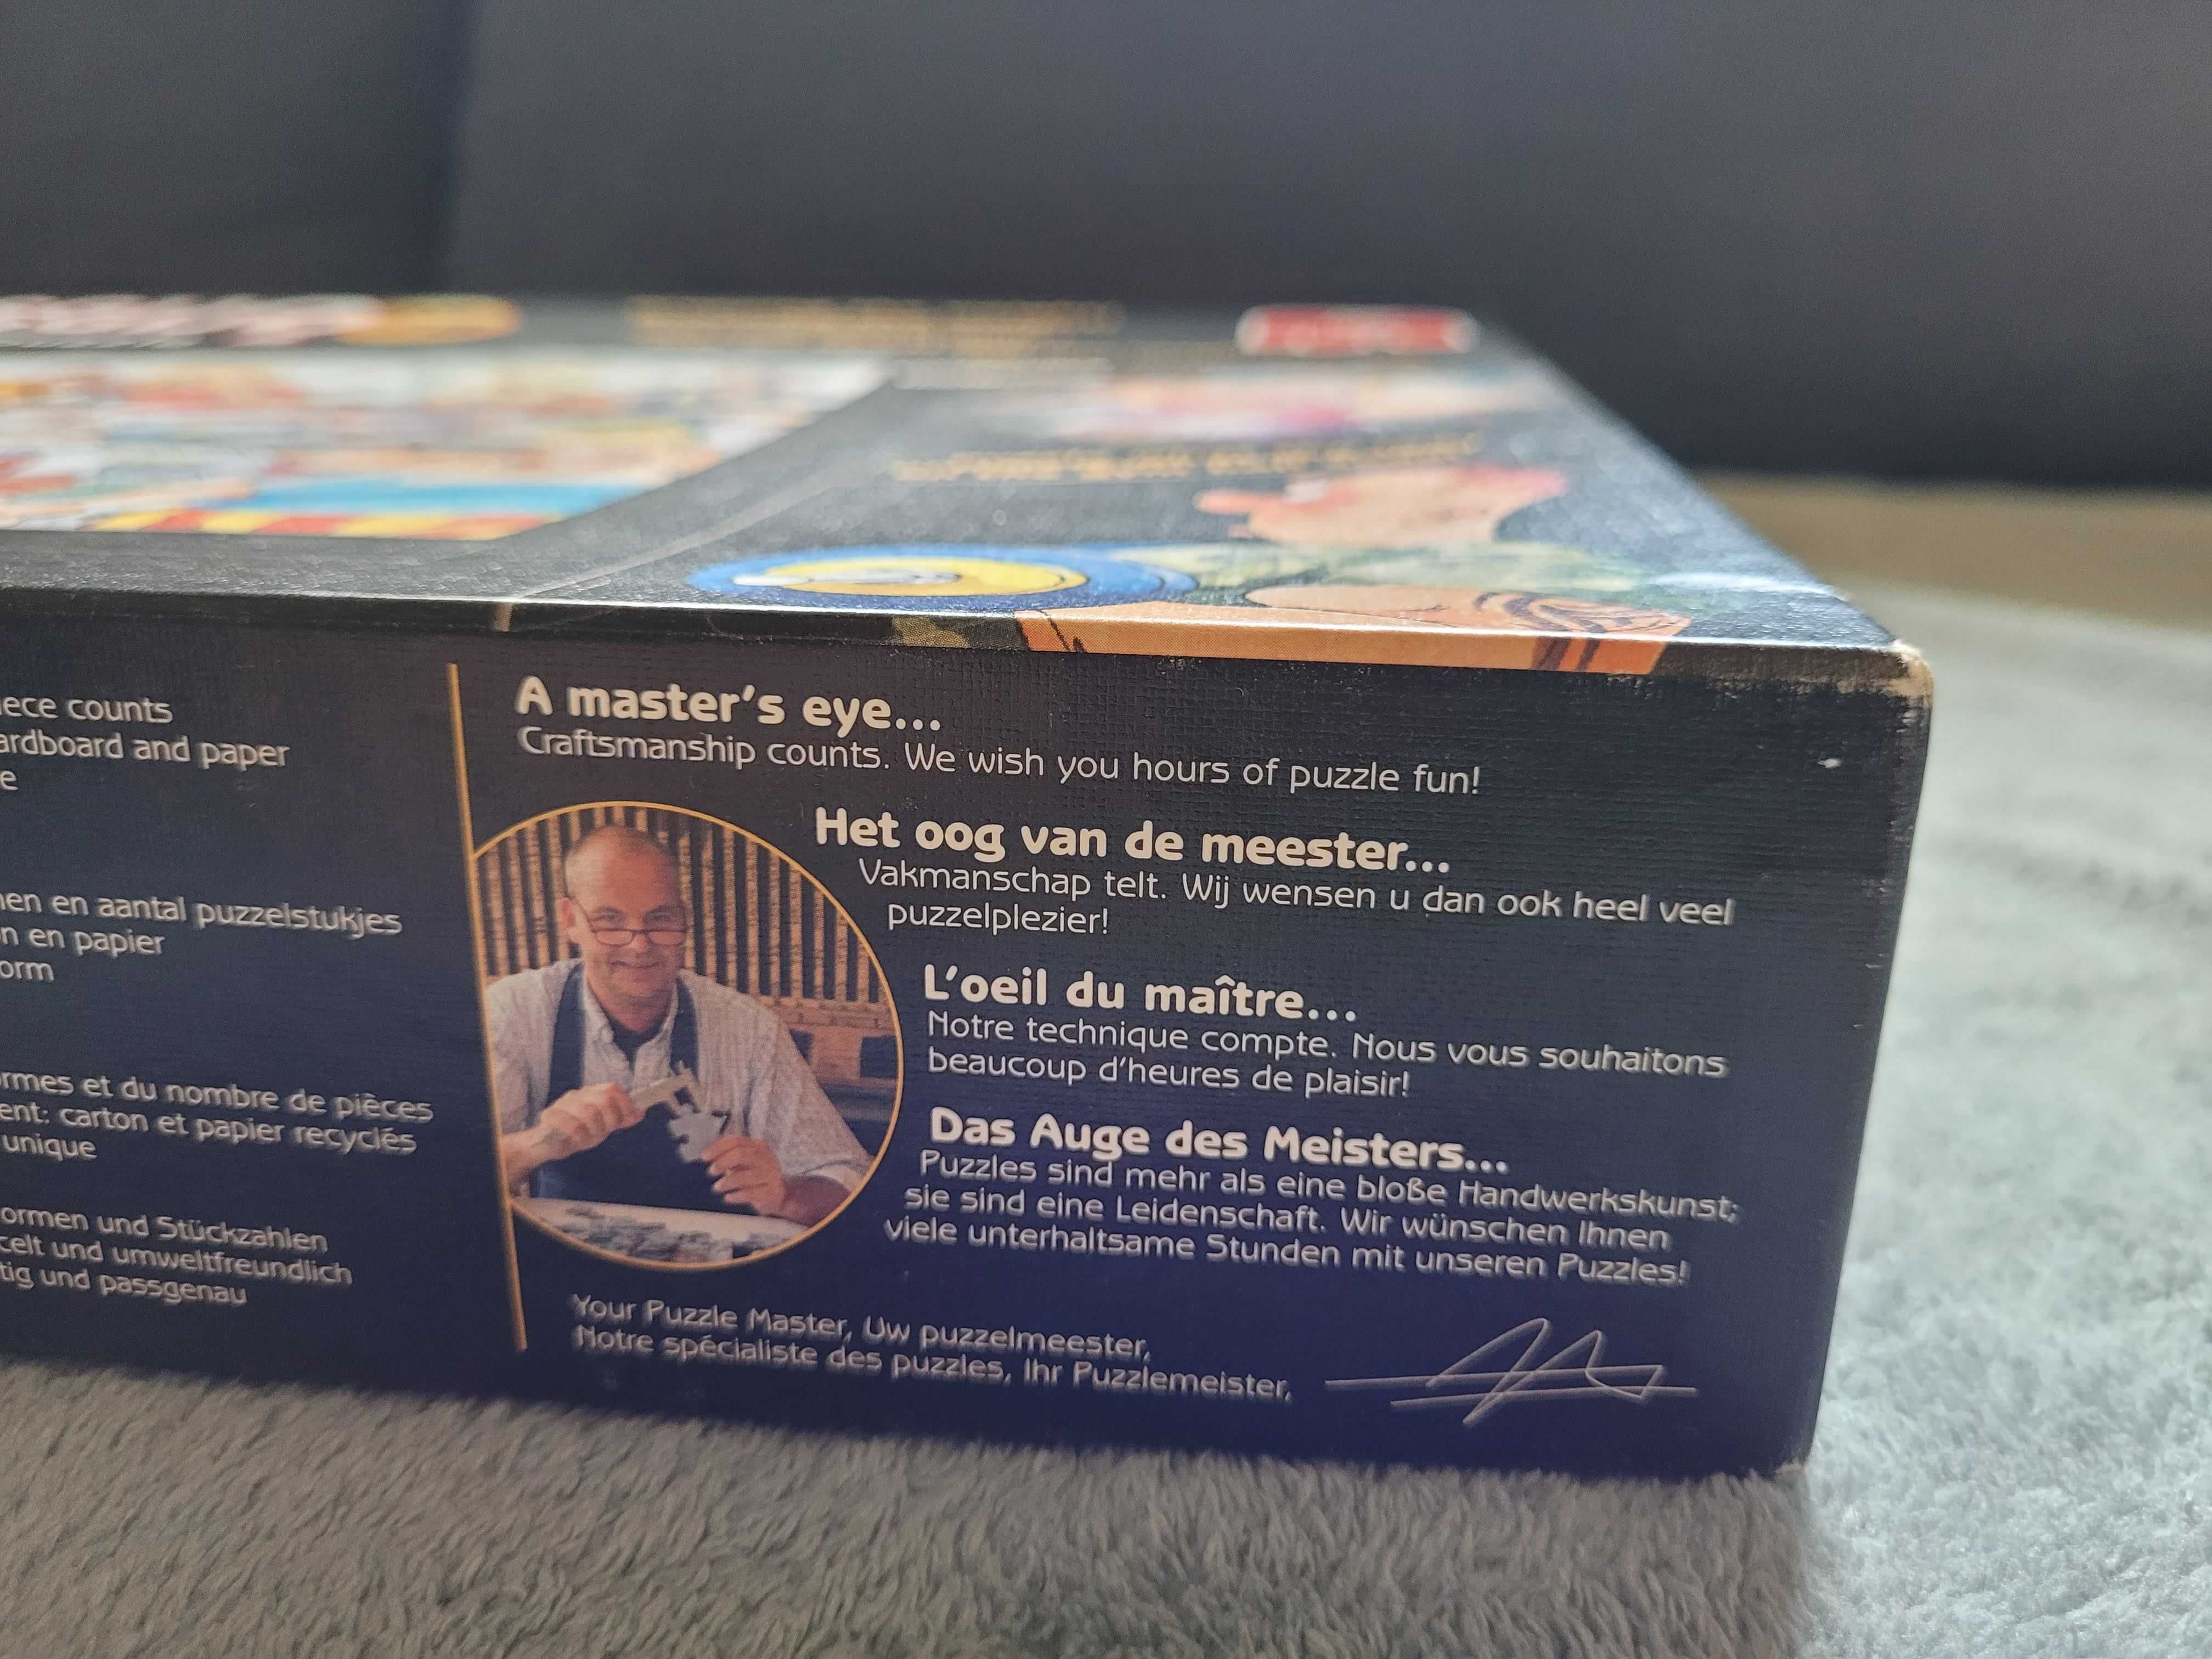 ece counts
ardboard and paper
e
en en aantal puzzelstukjes
n en papier
orm
rmes et du nombre de pièces
ent: carton et papier recyclés
unique
ormen und Stückzahlen
celt und umweltfreundlich
tig und passgenau
A master's eye...
Craftsmanship counts. We wish you hours of puzzle fun!
Het oog van de meester...
Vakmanschap telt. Wij wensen u dan ook heel veel
puzzelplezier!
L'oeil du maître...
Notre technique compte. Nous vous souhaitons
beaucoup d'heures de plaisir!
Das Auge des Meisters...
Puzzles sind mehr als eine bloße Handwerkskunst;
sie sind eine Leidenschaft. Wir wünschen Ihnen
viele unterhaltsame Stunden mit unseren Puzzles!
Your Puzzle Master, Uw puzzelmeester,
Notre spécialiste des puzzles, Ihr Puzzlemeister,